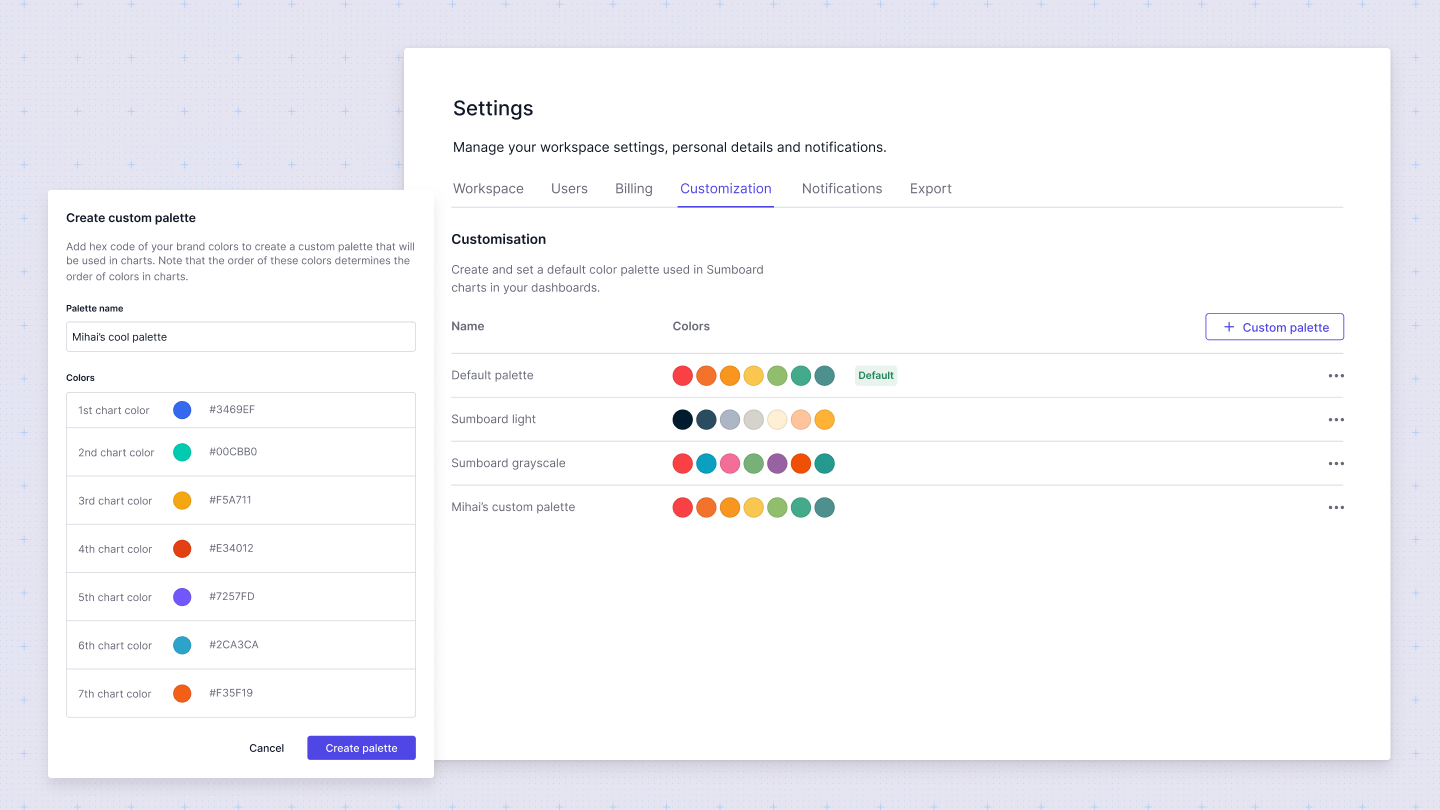 Settings
Manage your workspace settings, personal details and notifications.
Workspace Users Billing Customization Notifications Export
Customisation
Create and set a default color palette used in Sumboard
charts in your dashboards.
Name Colors + Custom palette
Default palette Default
Sumboard light
Sumboard grayscale
Mihai's custom palette
Create custom palette
Add hex code of your brand colors to create a custom palette that will
be used in charts. Note that the order of these colors determines the
order of colors in charts.
Palette name
Mihai's cool palette
Colors
1st chart color #3469EF
2nd chart color #00CBB0
3rd chart color #F5A711
4th chart color #E34012
5th chart color #7257FD
6th chart color #2CA3CA
7th chart color #F35F19
Cancel Create palette